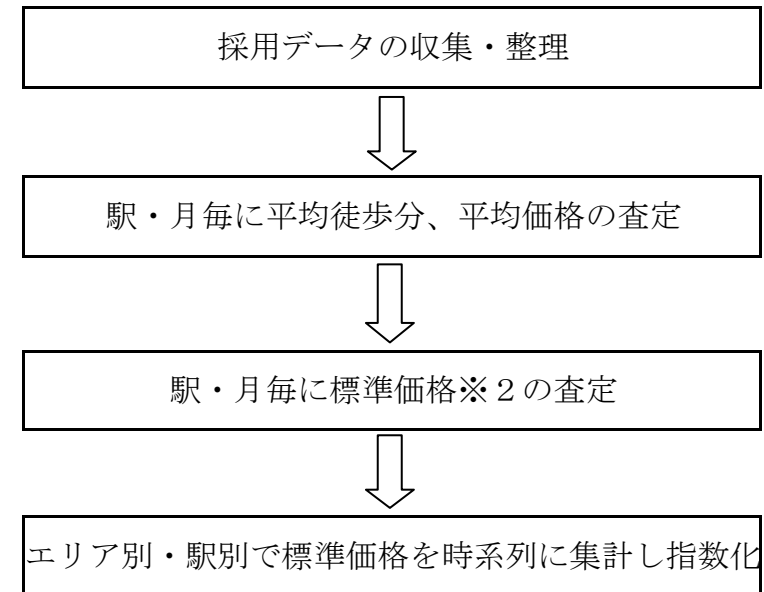 採用データの収集・整理
駅・月毎に平均徒歩分、平均価格の査定
駅・月毎に標準価格※２の査定
エリア別・駅別で標準価格を時系列に集計し指数化